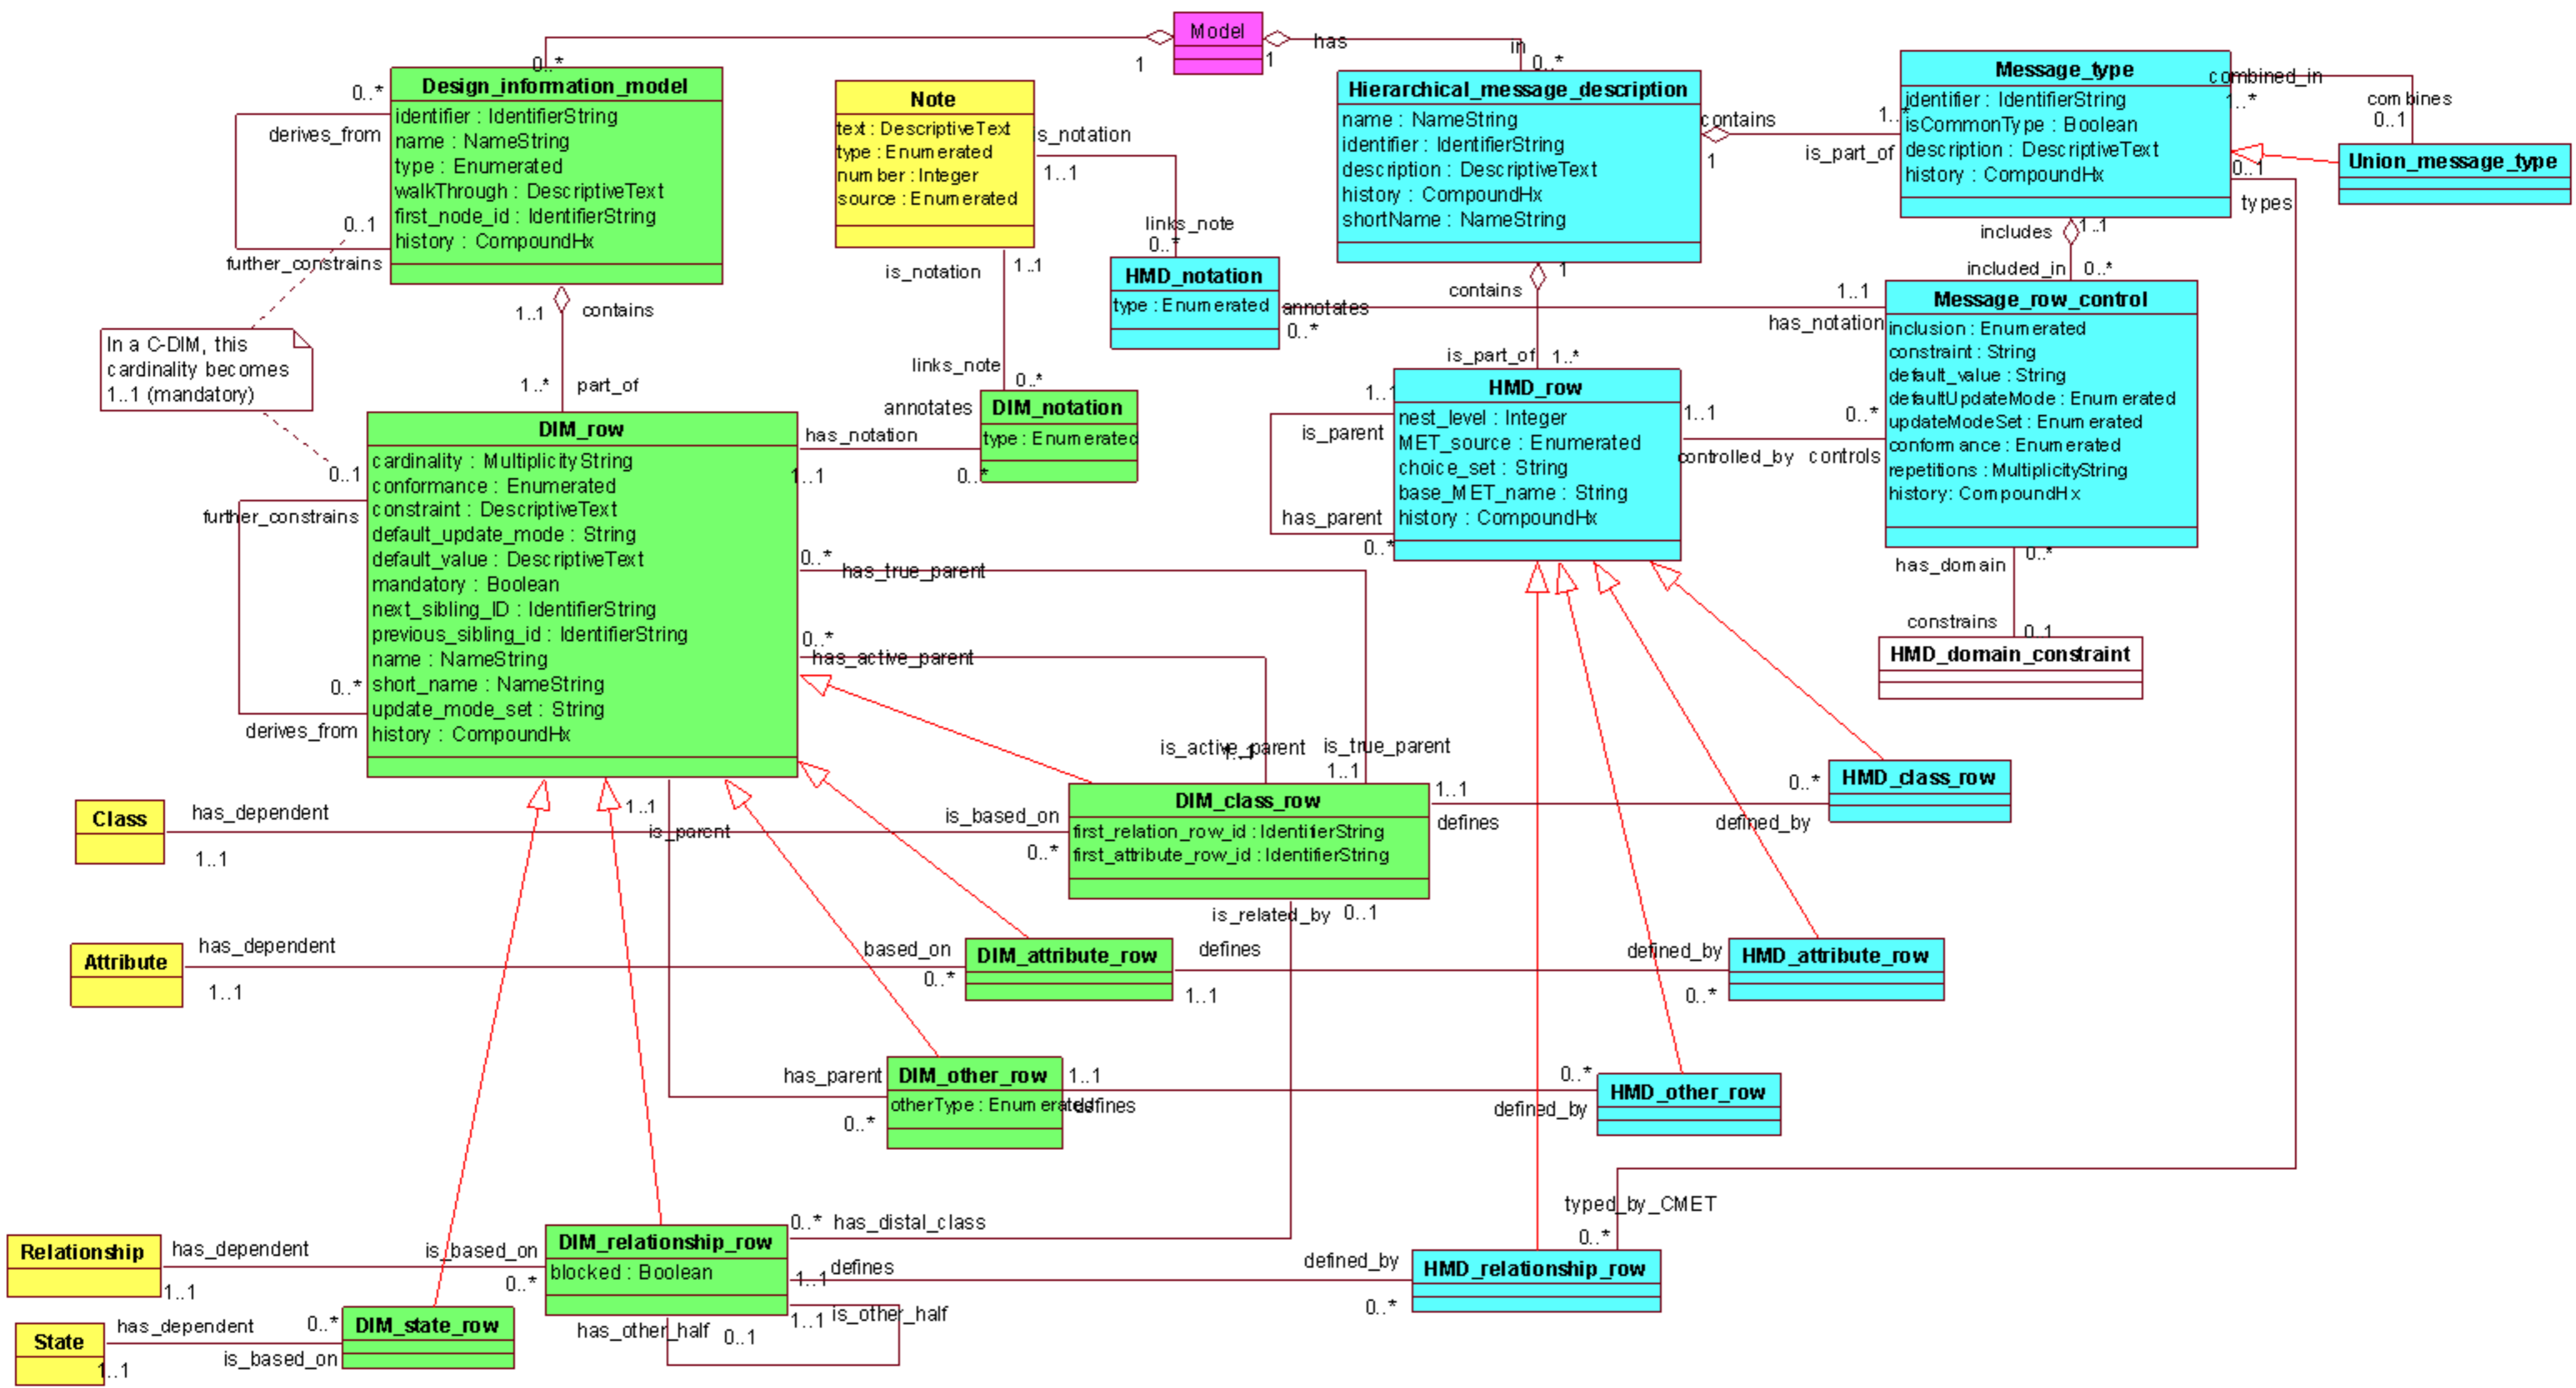 Model
1
1
has
in
0..*
0..*
Design_information_model
identifier : IdentifierString
name : NameString
type : Enumerated
walkThrough : DescriptiveText
first_node_id : IdentifierString
history : CompoundHx
0..*
derives_from
0..1
further_constrains
In a C-DIM, this
cardinality becomes
1..1 (mandatory)
1..1
contains
1..*
part_of
Note
text : DescriptiveText
type : Enumerated
number : Integer
source : Enumerated
is_notation
1..1
links_note
0..*
is_notation
1..1
links_note
0..*
HMD_notation
type : Enumerated
annotates
0..*
1..1
has_notation
Hierarchical_message_description
name : NameString
identifier : IdentifierString
description : DescriptiveText
history : CompoundHx
shortName : NameString
contains
1
1..*
is_part_of
Message_type
identifier : IdentifierString
isCommonType : Boolean
description : DescriptiveText
history : CompoundHx
combined_in
1..*
combines
0..1
Union_message_type
0..1
types
includes
1..1
included_in
0..*
contains
1
is_part_of
1..*
Message_row_control
inclusion : Enumerated
constraint : String
default_value : String
defaultUpdateMode : Enumerated
updateModeSet : Enumerated
conformance : Enumerated
repetitions : MultiplicityString
history: CompoundHx
HMD_row
nest_level : Integer
MET_source : Enumerated
choice_set : String
base_MET_name : String
history : CompoundHx
1..1
is_parent
has_parent
0..*
1..1
0..*
controlled_by
controls
has_domain
0..*
constrains
0..1
HMD_domain_constraint
DIM_notation
type : Enumerated
annotates
has_notation
1..1
0..*
DIM_row
cardinality : MultiplicityString
conformance : Enumerated
constraint : DescriptiveText
default_update_mode : String
default_value : DescriptiveText
mandatory : Boolean
next_sibling_ID : IdentifierString
previous_sibling_id : IdentifierString
name : NameString
short_name : NameString
update_mode_set : String
history : CompoundHx
0..1
further_constrains
0..*
derives_from
0..*
has_true_parent
0..*
has_active_parent
is_active_parent
1..1
is_true_parent
1..1
1..1
is_parent
Class
has_dependent
1..1
is_based_on
0..*
DIM_class_row
first_relation_row_id : IdentifierString
first_attribute_row_id : IdentifierString
1..1
defines
0..*
defined_by
HMD_class_row
is_related_by
0..1
Attribute
has_dependent
1..1
based_on
0..*
DIM_attribute_row
defines
1..1
defined_by
0..*
HMD_attribute_row
has_parent
0..*
DIM_other_row
otherType : Enumerated
1..1
defines
0..*
defined_by
HMD_other_row
typed_by_CMET
0..*
Relationship
has_dependent
1..1
is_based_on
0..*
DIM_relationship_row
blocked : Boolean
0..*
has_distal_class
1..1
defines
defined_by
0..*
HMD_relationship_row
1..1
is_other_half
has_other_half
0..1
State
has_dependent
1..1
0..*
is_based_on
DIM_state_row